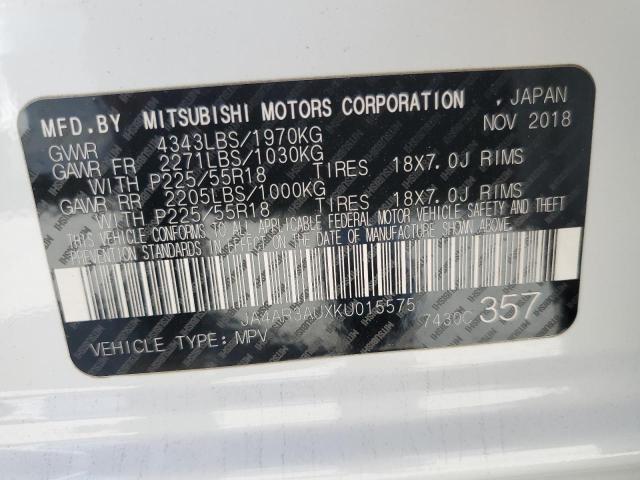 MFD.BY MITSUBISHI MOTORS CORPORATION , JAPAN
GVWR 4343LBS/1970KG NOV 2018
GAWR FR 2271LBS/1030KG
WITH P225/55R18 TIRES 18X7.0J RIMS
GAWR RR 2205LBS/1000KG
WITH P225/55R18 TIRES 18X7.0J RIMS
THIS VEHICLE CONFORMS TO ALL APPLICABLE FEDERAL MOTOR VEHICLE SAFETY AND THEFT
PREVENTION STANDARDS IN EFFECT ON THE DATE OF MANUFACTURE SHOWN ABOVE.
JA4AR3AUXKU015575
7430C 357
VEHICLE TYPE: MPV